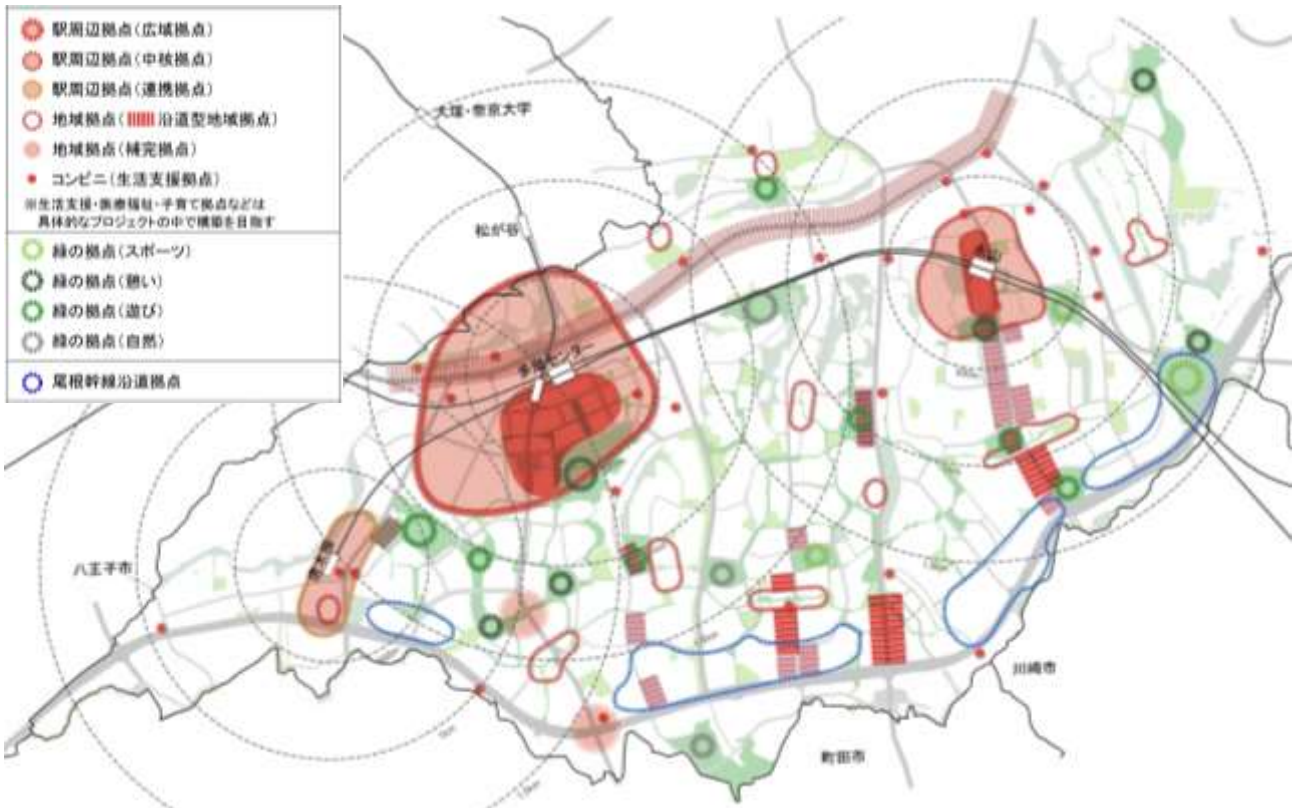 駅周辺拠点(広域拠点)
駅周辺拠点(中核拠点)
駅周辺拠点(連携拠点)
地域拠点(沿道型地域拠点)
地域拠点(補完拠点)
コンビニ(生活支援拠点)
※生活支援・医療福祉・子育て拠点などは
具体的なプロジェクトの中で構築を目指す
緑の拠点(スポーツ)
緑の拠点(憩い)
緑の拠点(遊び)
緑の拠点(自然)
尾根幹線沿道拠点
大塚・帝京大学
松が谷
多摩センター
八王子市
川崎市
町田市